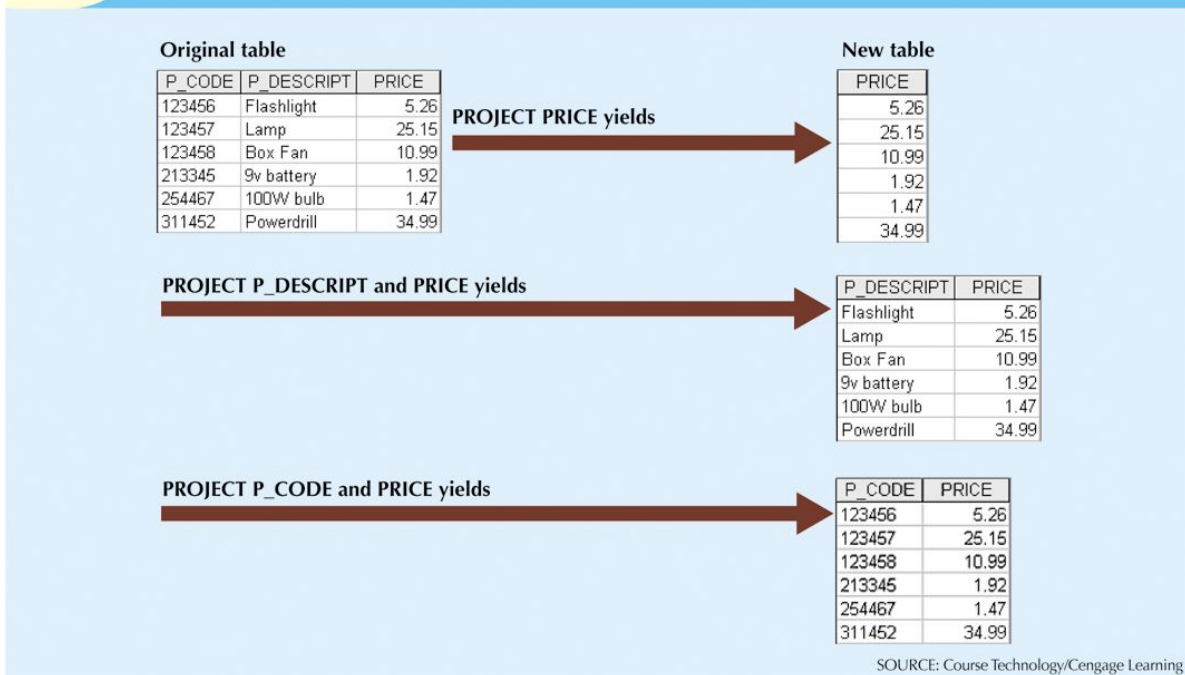 Original table
P_CODE P_DESCRIPT PRICE
123456 Flashlight 5.26
123457 Lamp 25.15
123458 Box Fan 10.99
213345 9v battery 1.92
254467 100W bulb 1.47
311452 Powerdrill 34.99
PROJECT PRICE yields
New table
PRICE
5.26
25.15
10.99
1.92
1.47
34.99
PROJECT P_DESCRIPT and PRICE yields
P_DESCRIPT PRICE
Flashlight 5.26
Lamp 25.15
Box Fan 10.99
9v battery 1.92
100W bulb 1.47
Powerdrill 34.99
PROJECT P_CODE and PRICE yields
P_CODE PRICE
123456 5.26
123457 25.15
123458 10.99
213345 1.92
254467 1.47
311452 34.99
SOURCE: Course Technology/Cengage Learning